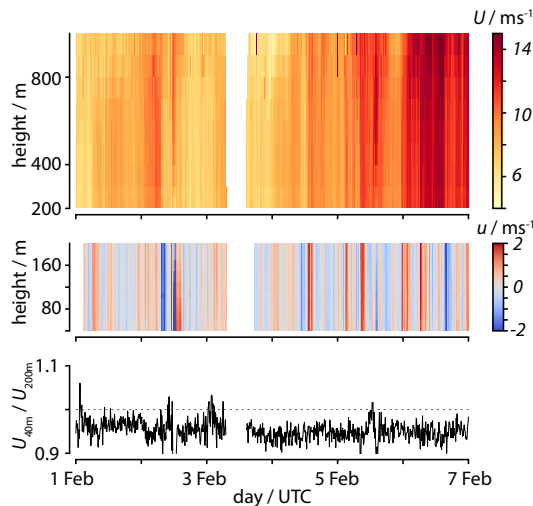 U / ms⁻¹
height / m
800
400
200
14
10
6
u / ms⁻¹
height / m
160
80
2
0
-2
U40m / U200m
1.1
0.9
1 Feb
3 Feb
5 Feb
7 Feb
day / UTC